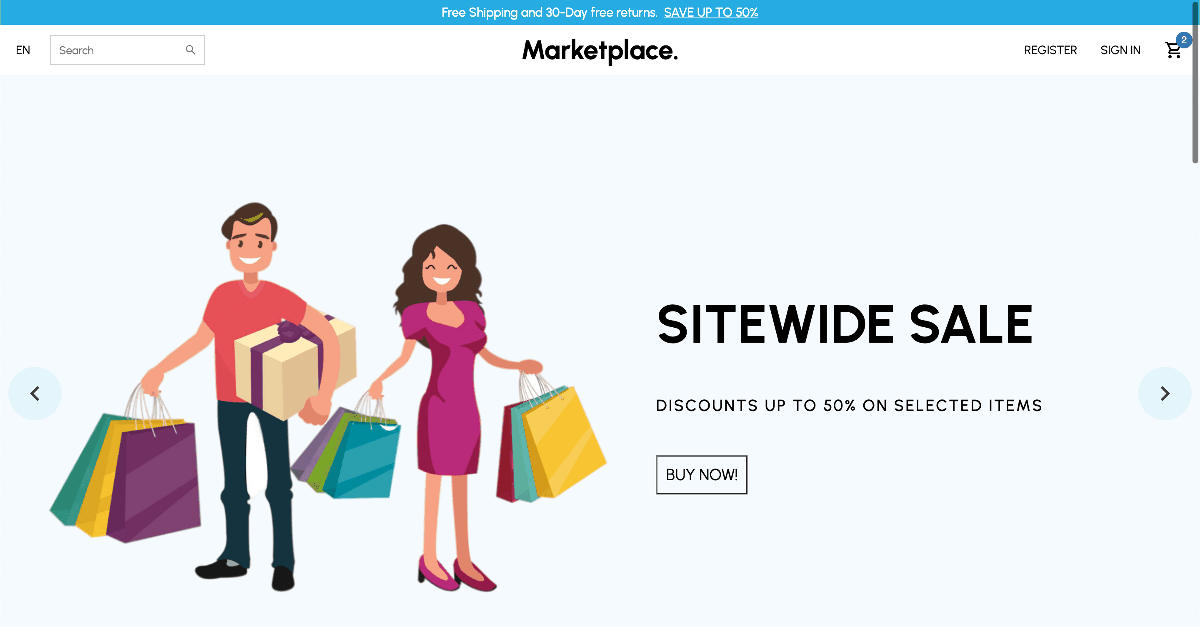 Free Shipping and 30-Day free returns. SAVE UP TO 50%
EN Search Marketplace. REGISTER SIGN IN 2
SITEWIDE SALE
DISCOUNTS UP TO 50% ON SELECTED ITEMS
BUY NOW!